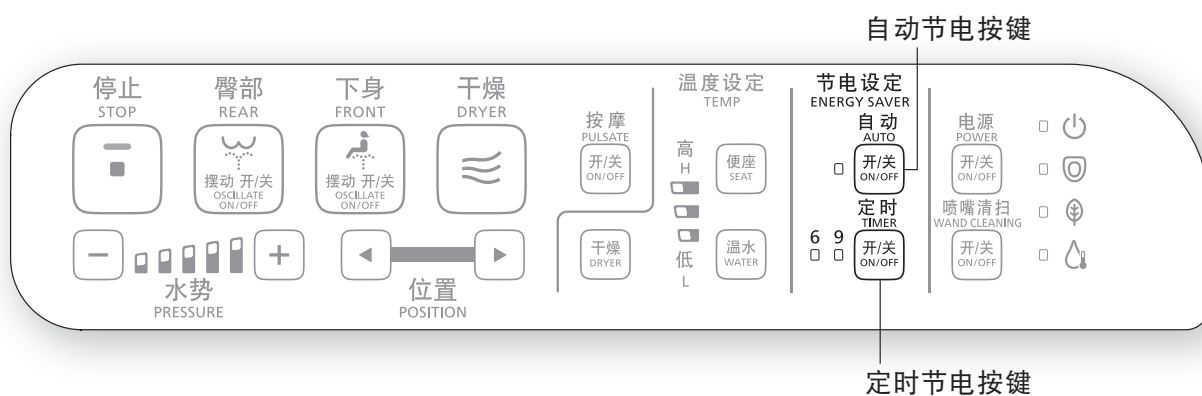 自动节电按键
停止
STOP
臀部
REAR
摆动 开/关
OSCILLATE
ON/OFF
下身
FRONT
摆动 开/关
OSCILLATE
ON/OFF
干燥
DRYER
水势
PRESSURE
位置
POSITION
按摩
PULSATE
开/关
ON/OFF
干燥
DRYER
温度设定
TEMP
高
H
低
L
便座
SEAT
温水
WATER
节电设定
ENERGY SAVER
自动
AUTO
开/关
ON/OFF
定时
TIMER
6 9
开/关
ON/OFF
电源
POWER
开/关
ON/OFF
喷嘴清扫
WAND CLEANING
开/关
ON/OFF
定时节电按键